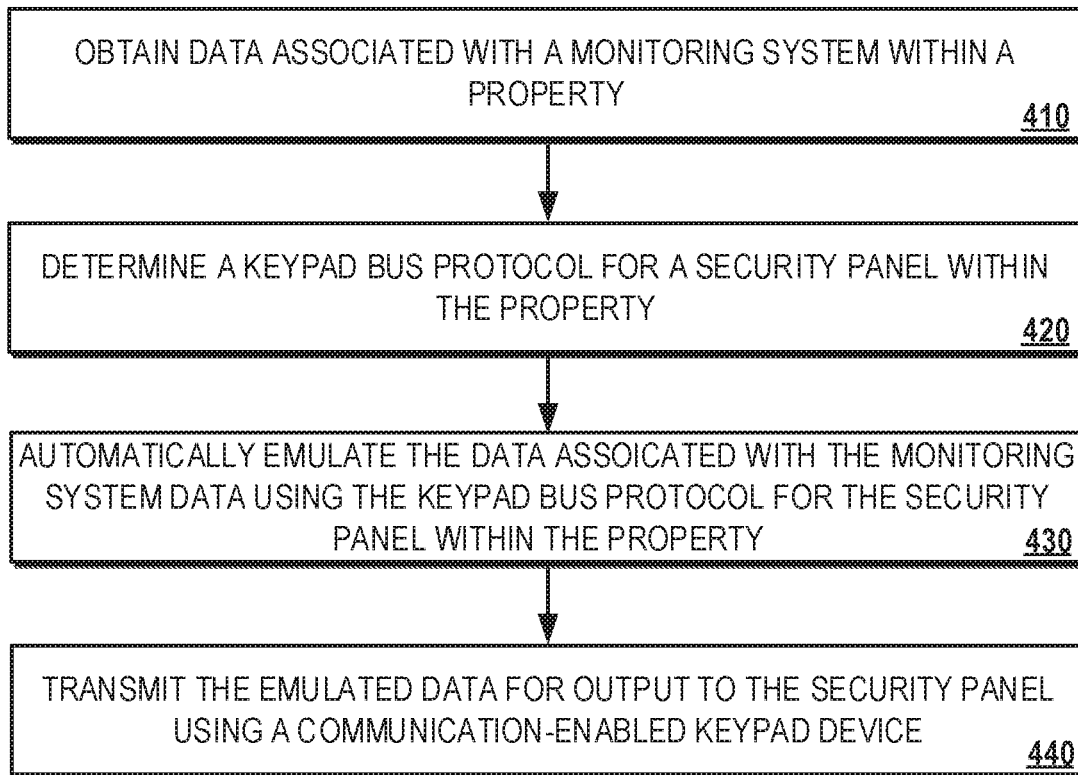 OBTAIN DATA ASSOCIATED WITH A MONITORING SYSTEM WITHIN A
PROPERTY
410
DETERMINE A KEYPAD BUS PROTOCOL FOR A SECURITY PANEL WITHIN
THE PROPERTY
420
AUTOMATICALLY EMULATE THE DATA ASSOICATED WITH THE MONITORING
SYSTEM DATA USING THE KEYPAD BUS PROTOCOL FOR THE SECURITY
PANEL WITHIN THE PROPERTY
430
TRANSMIT THE EMULATED DATA FOR OUTPUT TO THE SECURITY PANEL
USING A COMMUNICATION-ENABLED KEYPAD DEVICE
440